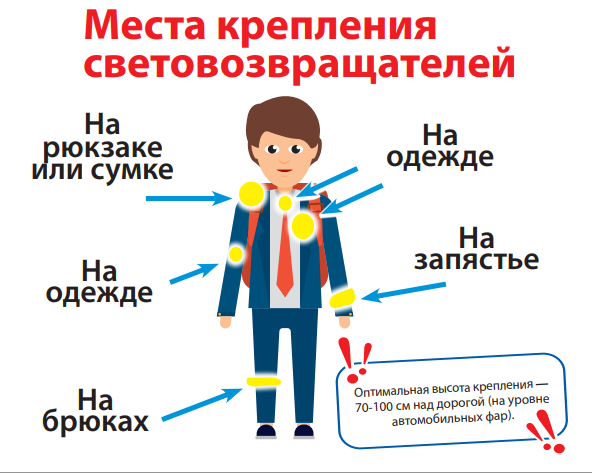 Места крепления
световозвращателей
На
рюкзаке
или сумке
На
одежде
На
одежде
На
запястье
На
брюках
Оптимальная высота крепления —
70-100 см над дорогой (на уровне
автомобильных фар).